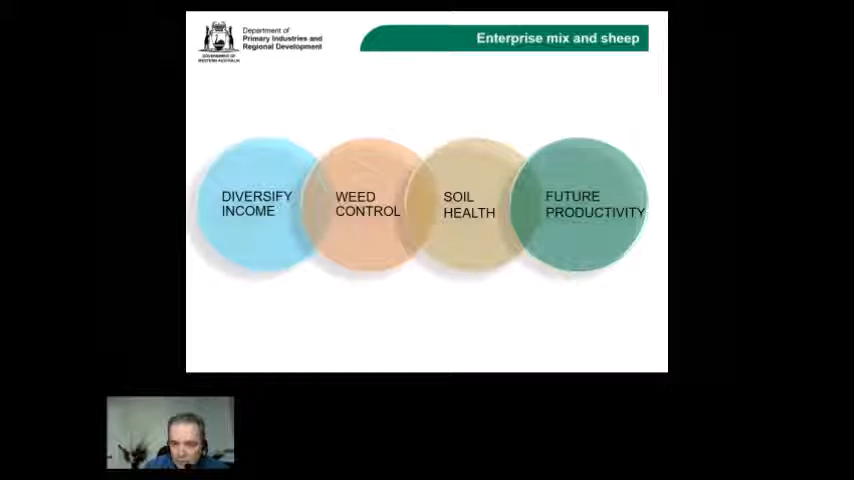 Department of
Primary Industries and
Regional Development
GOVERNMENT OF
WESTERN AUSTRALIA
Enterprise mix and sheep
DIVERSIFY
INCOME
WEED
CONTROL
SOIL
HEALTH
FUTURE
PRODUCTIVITY